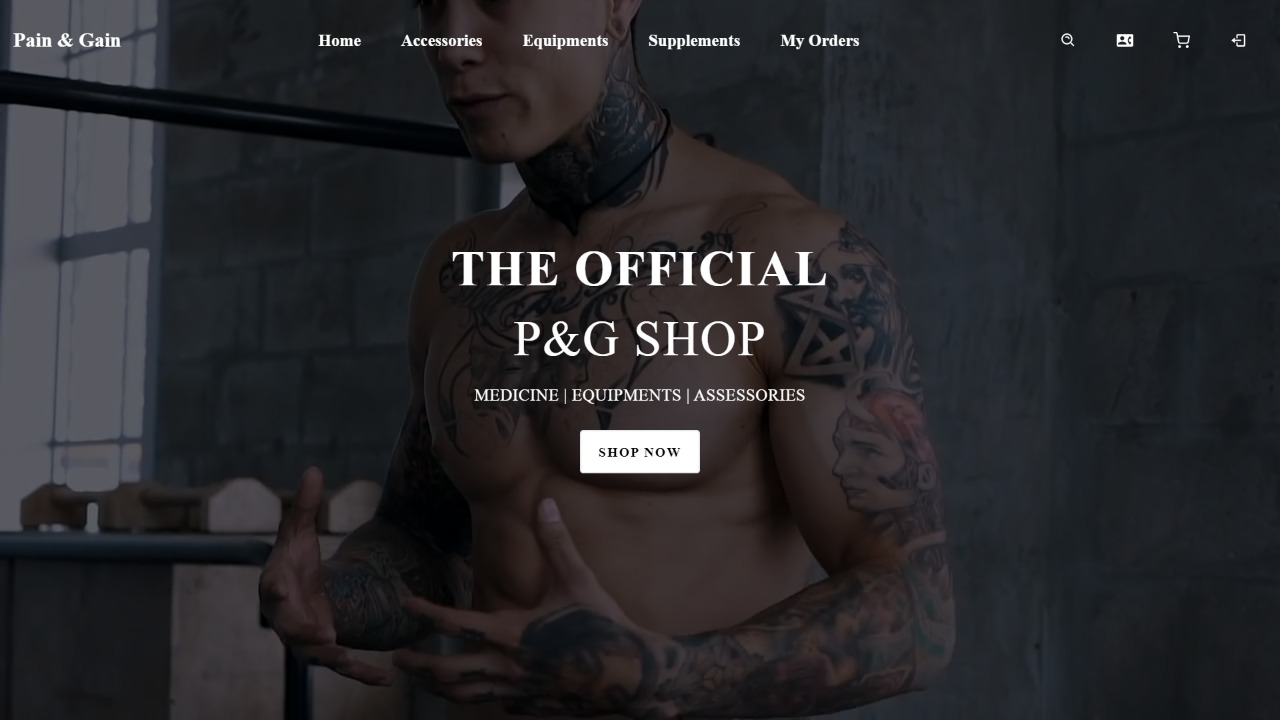 Pain & Gain
Home Accessories Equipments Supplements My Orders
THE OFFICIAL
P&G SHOP
MEDICINE | EQUIPMENTS | ASSESSORIES
SHOP NOW